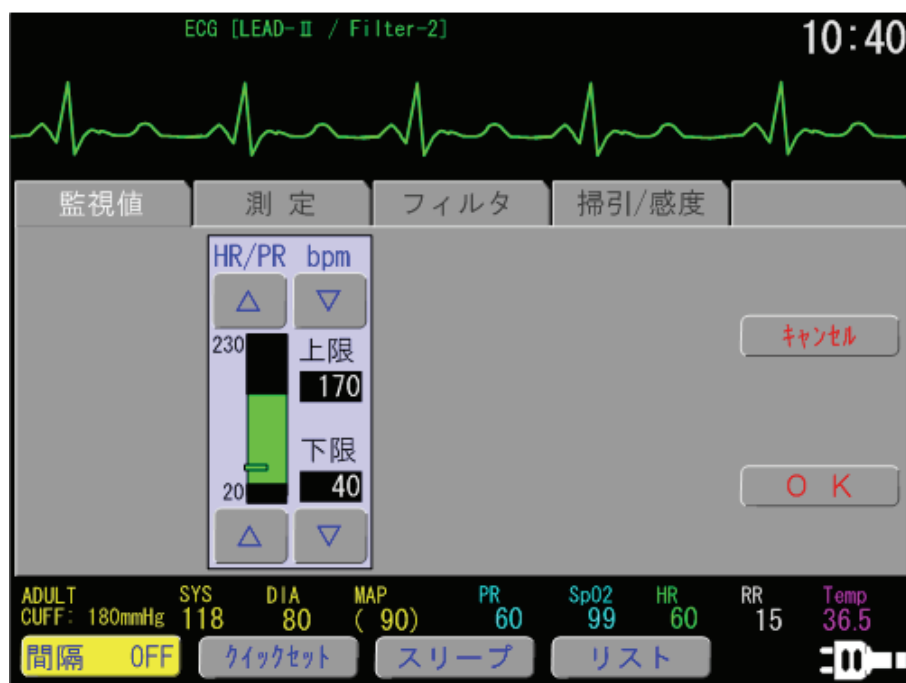 ECG [LEAD-Ⅱ / Filter-2]
10:40
監視値 測 定 フィルタ 掃引/感度
HR/PR bpm
△ ▽
230 上限
170
下限
20 40
△ ▽
ｷｬﾝｾﾙ
O K
ADULT SYS DIA MAP PR SpO2 HR RR Temp
CUFF: 180mmHg 118 80 ( 90) 60 99 60 15 36.5
間隔 OFF ｸｲｯｸｾｯﾄ スリープ リスト